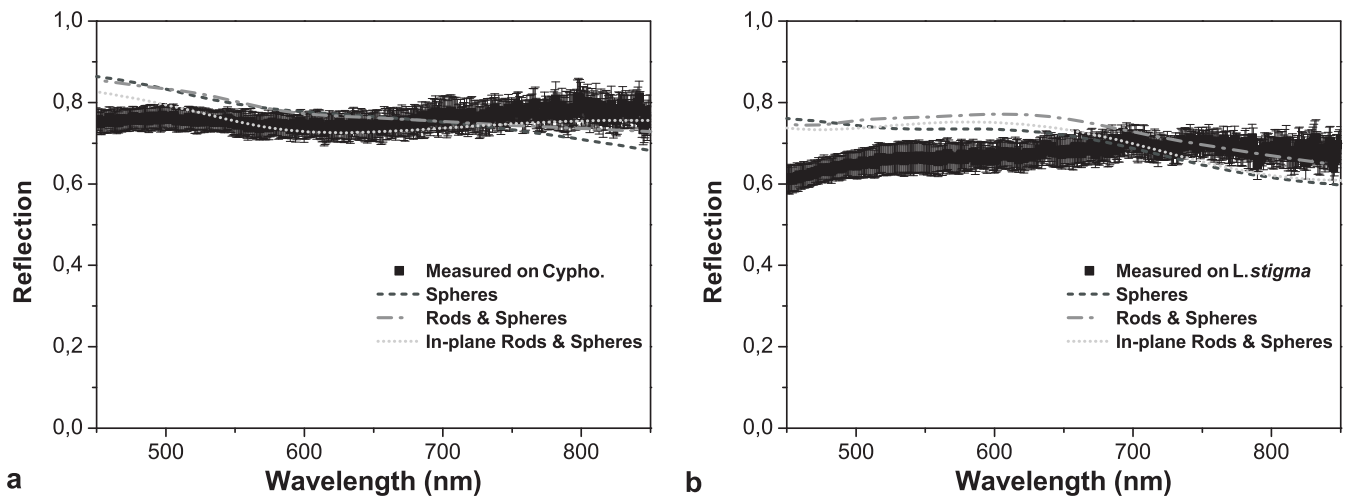 1,0
0,8
0,6
0,4
0,2
0,0
Reflection
500
600
700
800
Wavelength (nm)
Measured on Cypho.
Spheres
Rods & Spheres
In-plane Rods & Spheres
a
1,0
0,8
0,6
0,4
0,2
0,0
Reflection
500
600
700
800
Wavelength (nm)
Measured on L.stigma
Spheres
Rods & Spheres
In-plane Rods & Spheres
b